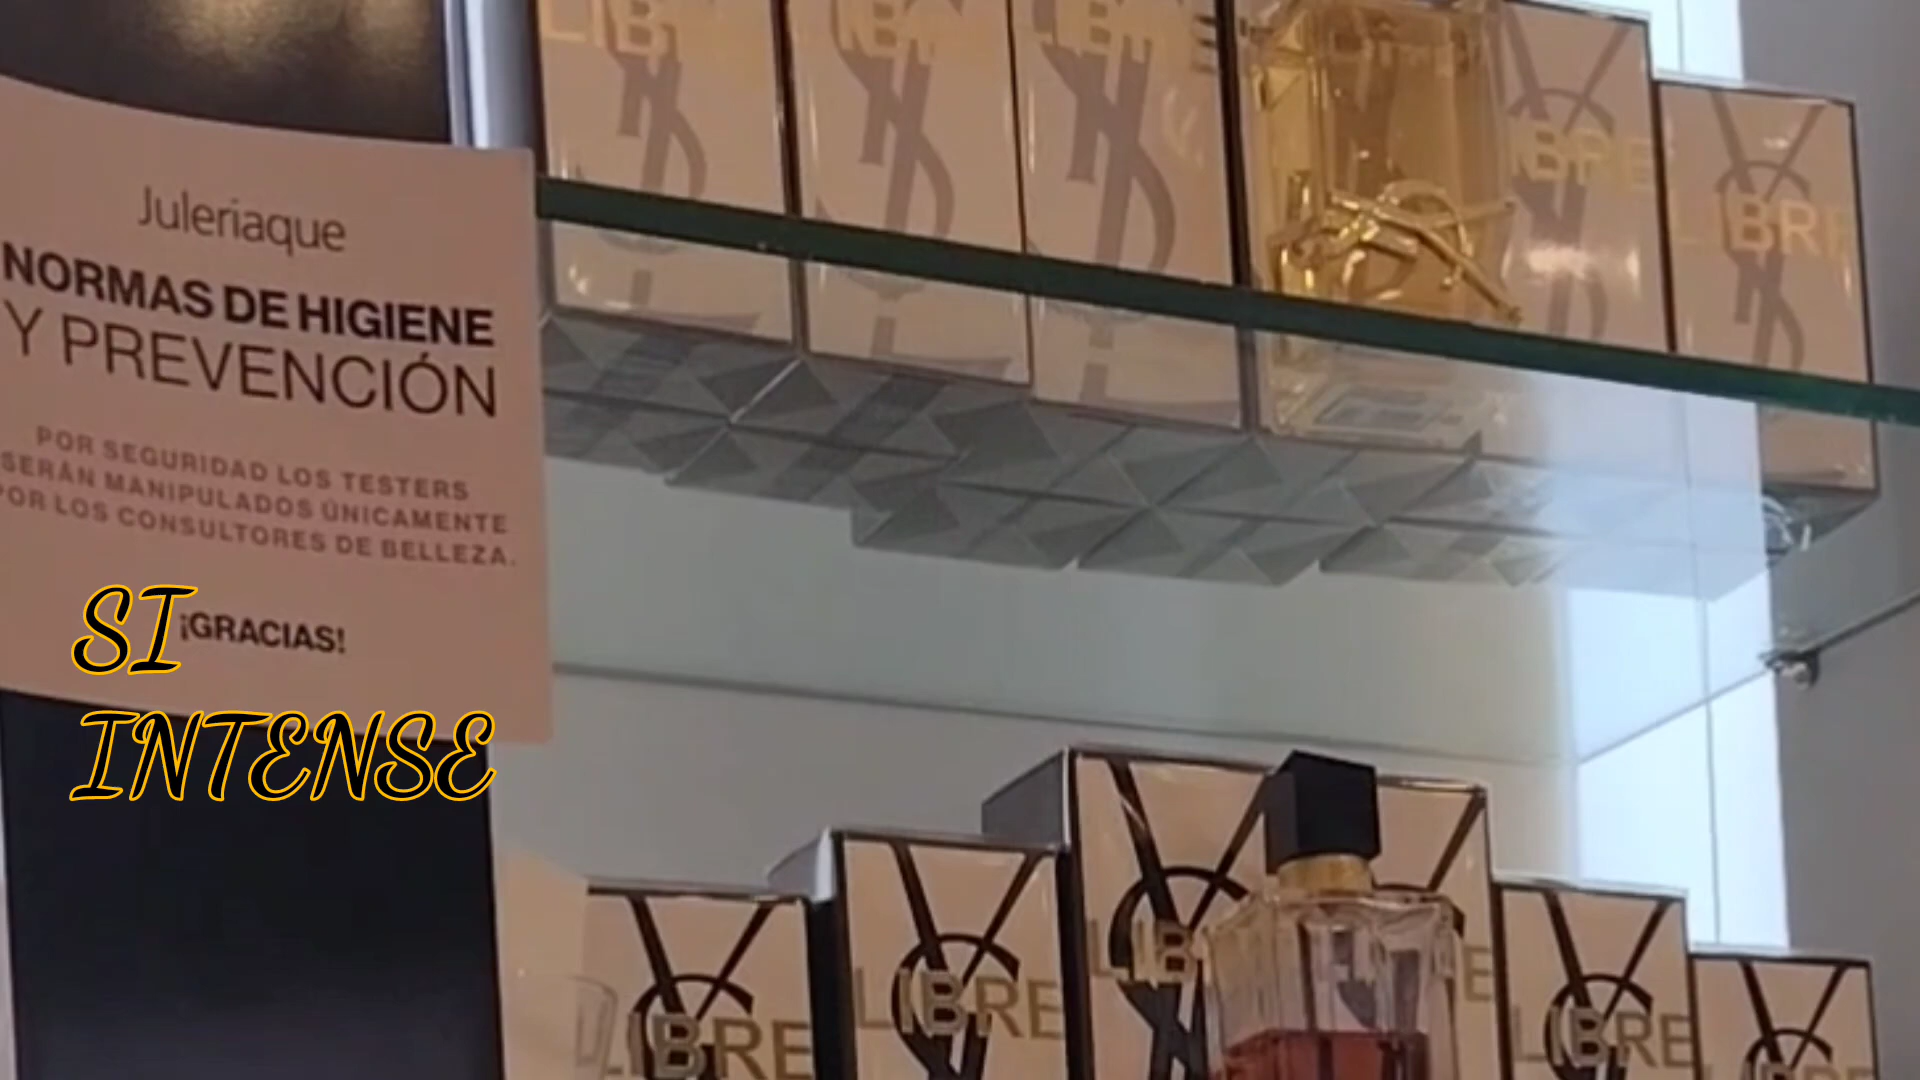 Juleriaque
NORMAS DE HIGIENE
Y PREVENCIÓN
POR SEGURIDAD LOS TESTERS
SERÁN MANIPULADOS ÚNICAMENTE
POR LOS CONSULTORES DE BELLEZA.
¡GRACIAS!
SI
INTENSE
LIBRE
LIBRE
LIBRE
LIBRE
LIBRE